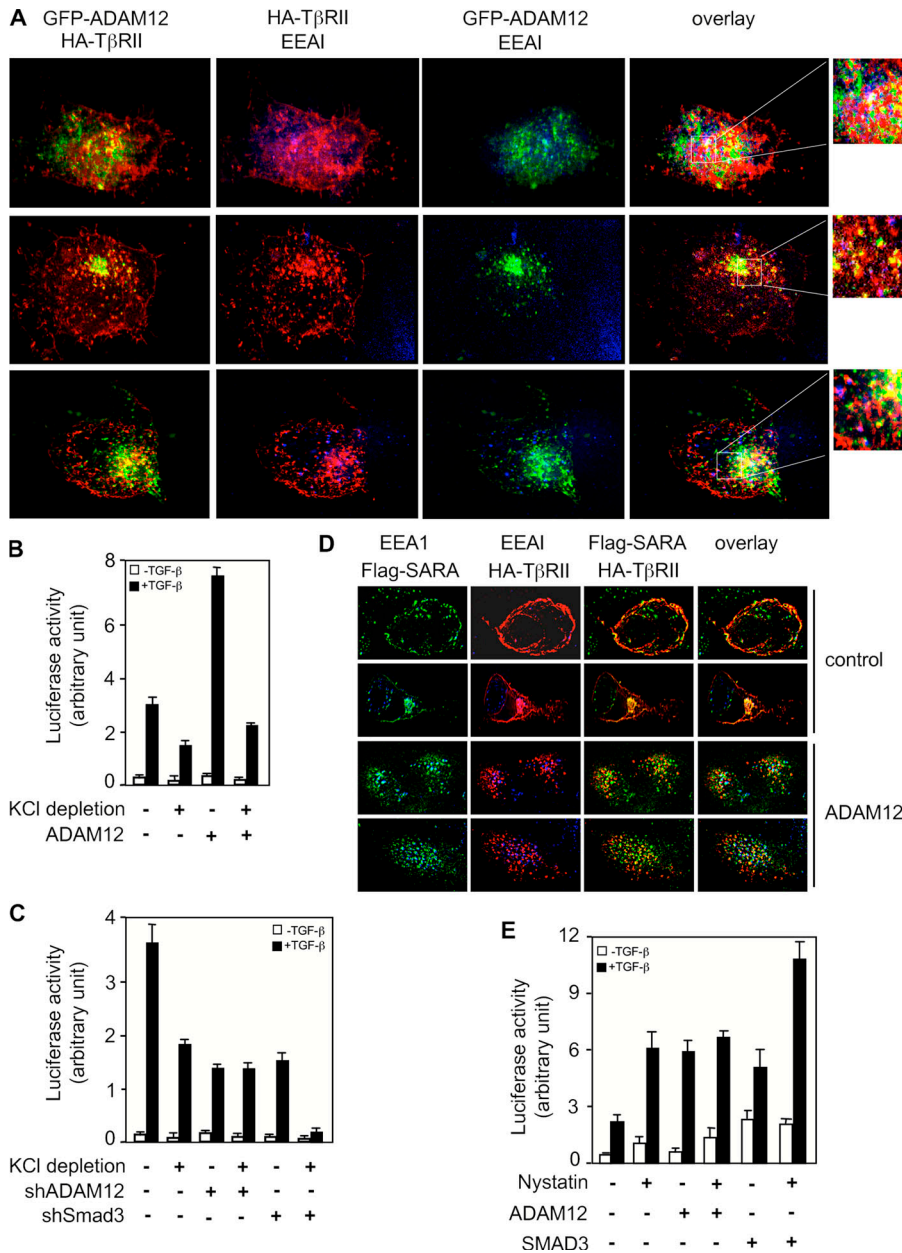 A
GFP-ADAM12 HA-TβRII GFP-ADAM12 overlay
HA-TβRII EEAI EEAI
B
8
6
4
2
0
Luciferase activity
(arbitrary unit)
-TGF-β
+TGF-β
KCl depletion - + - +
ADAM12 - - + +
C
4
3
2
1
0
Luciferase activity
(arbitrary unit)
-TGF-β
+TGF-β
KCl depletion - + - + - +
shADAM12 - - + + - -
shSmad3 - - - - + +
D
EEA1 EEAI Flag-SARA overlay
Flag-SARA HA-TβRII HA-TβRII
control
ADAM12
E
12
9
6
3
0
Luciferase activity
(arbitrary unit)
-TGF-β
+TGF-β
Nystatin - + - + - +
ADAM12 - - + + - -
SMAD3 - - - - + +